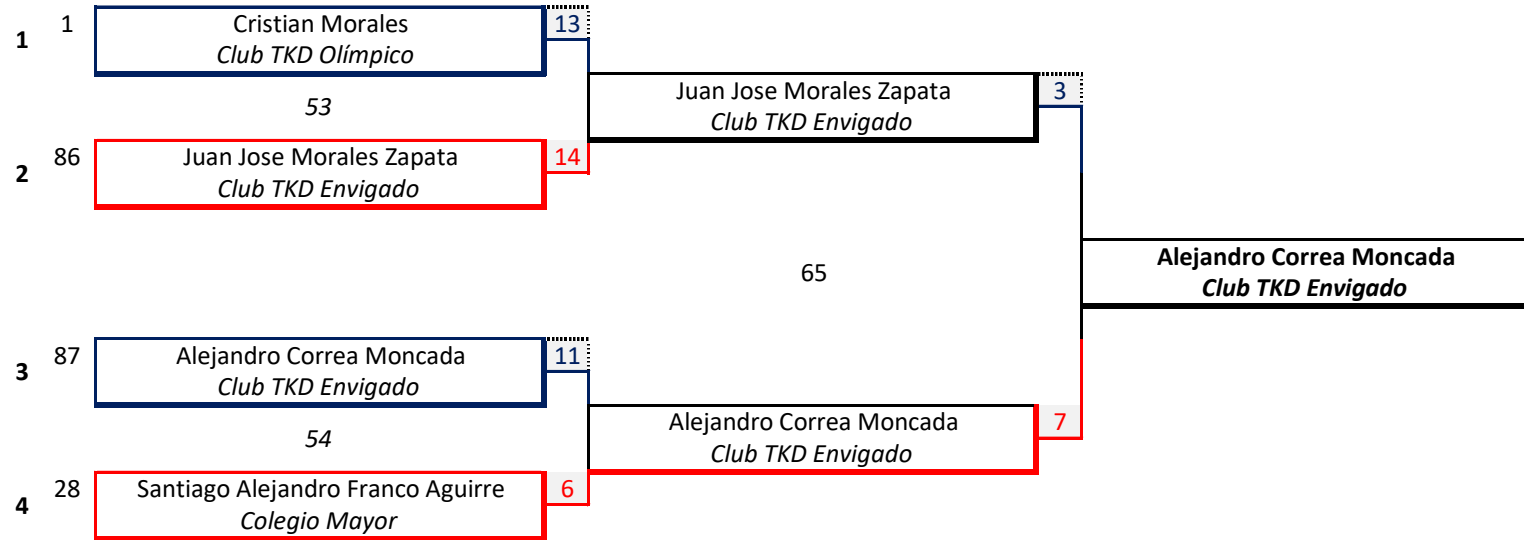 1 1 Cristian Morales 13
Club TKD Olímpico
53
2 86 Juan Jose Morales Zapata 14
Club TKD Envigado
Juan Jose Morales Zapata 3
Club TKD Envigado
65
Alejandro Correa Moncada
Club TKD Envigado
3 87 Alejandro Correa Moncada 11
Club TKD Envigado
54
Alejandro Correa Moncada 7
Club TKD Envigado
4 28 Santiago Alejandro Franco Aguirre 6
Colegio Mayor